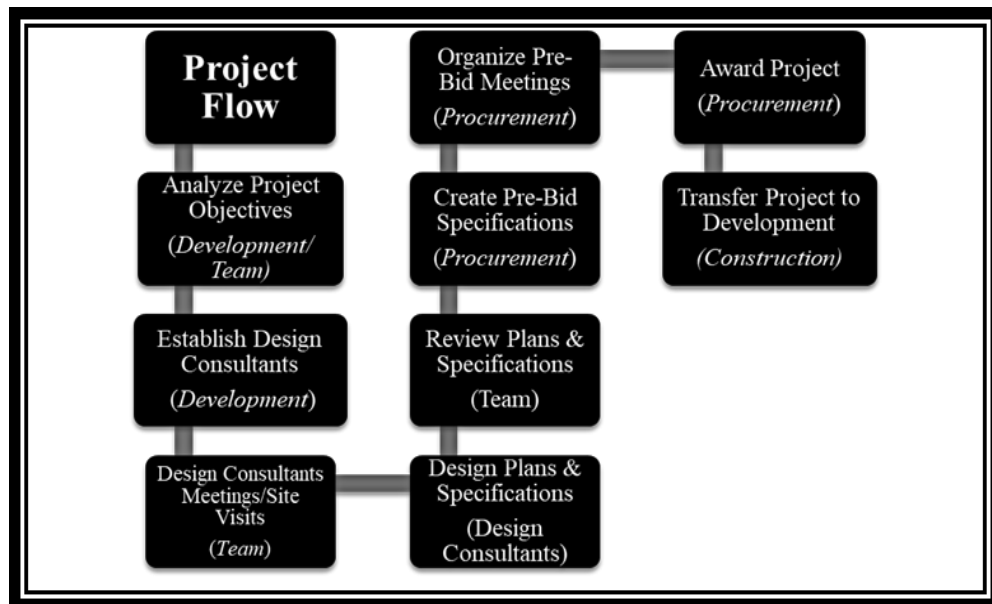 Project
Flow
Analyze Project
Objectives
(Development/
Team)
Establish Design
Consultants
(Development)
Design Consultants
Meetings/Site
Visits
(Team)
Design Plans &
Specifications
(Design
Consultants)
Review Plans &
Specifications
(Team)
Create Pre-Bid
Specifications
(Procurement)
Organize Pre-
Bid Meetings
(Procurement)
Award Project
(Procurement)
Transfer Project to
Development
(Construction)